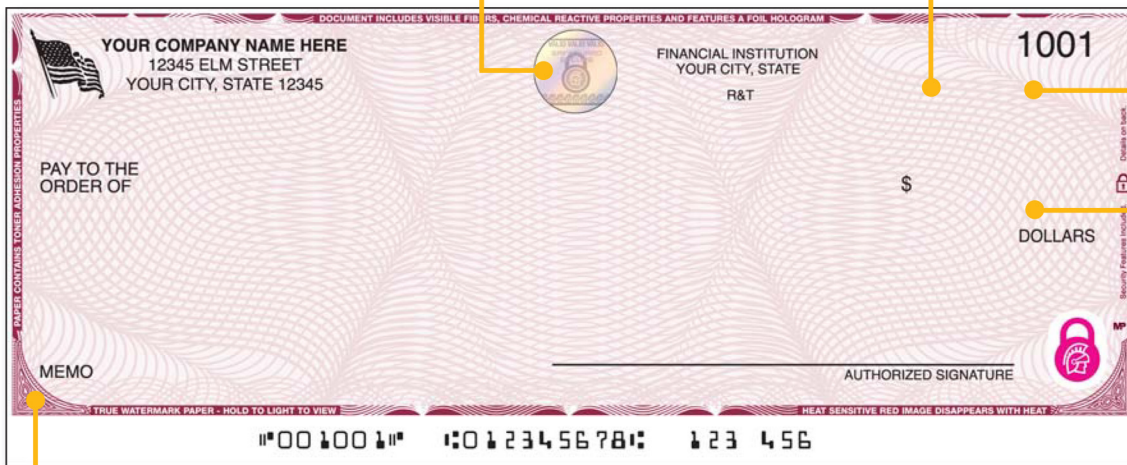 DOCUMENT INCLUDES VISIBLE FIBERS, CHEMICAL REACTIVE PROPERTIES AND FEATURES A FOIL HOLOGRAM
YOUR COMPANY NAME HERE
12345 ELM STREET
YOUR CITY, STATE 12345
VALID VALID VALID
FINANCIAL INSTITUTION
YOUR CITY, STATE
R&T
1001
PAPER CONTAINS TONER ADHESION PROPERTIES
Security Features Included. Details on back.
PAY TO THE
ORDER OF
$
DOLLARS
MP
MEMO
AUTHORIZED SIGNATURE
TRUE WATERMARK PAPER - HOLD TO LIGHT TO VIEW
HEAT SENSITIVE RED IMAGE DISAPPEARS WITH HEAT
⑈001001⑈ ⑆012345678⑆ 123 456